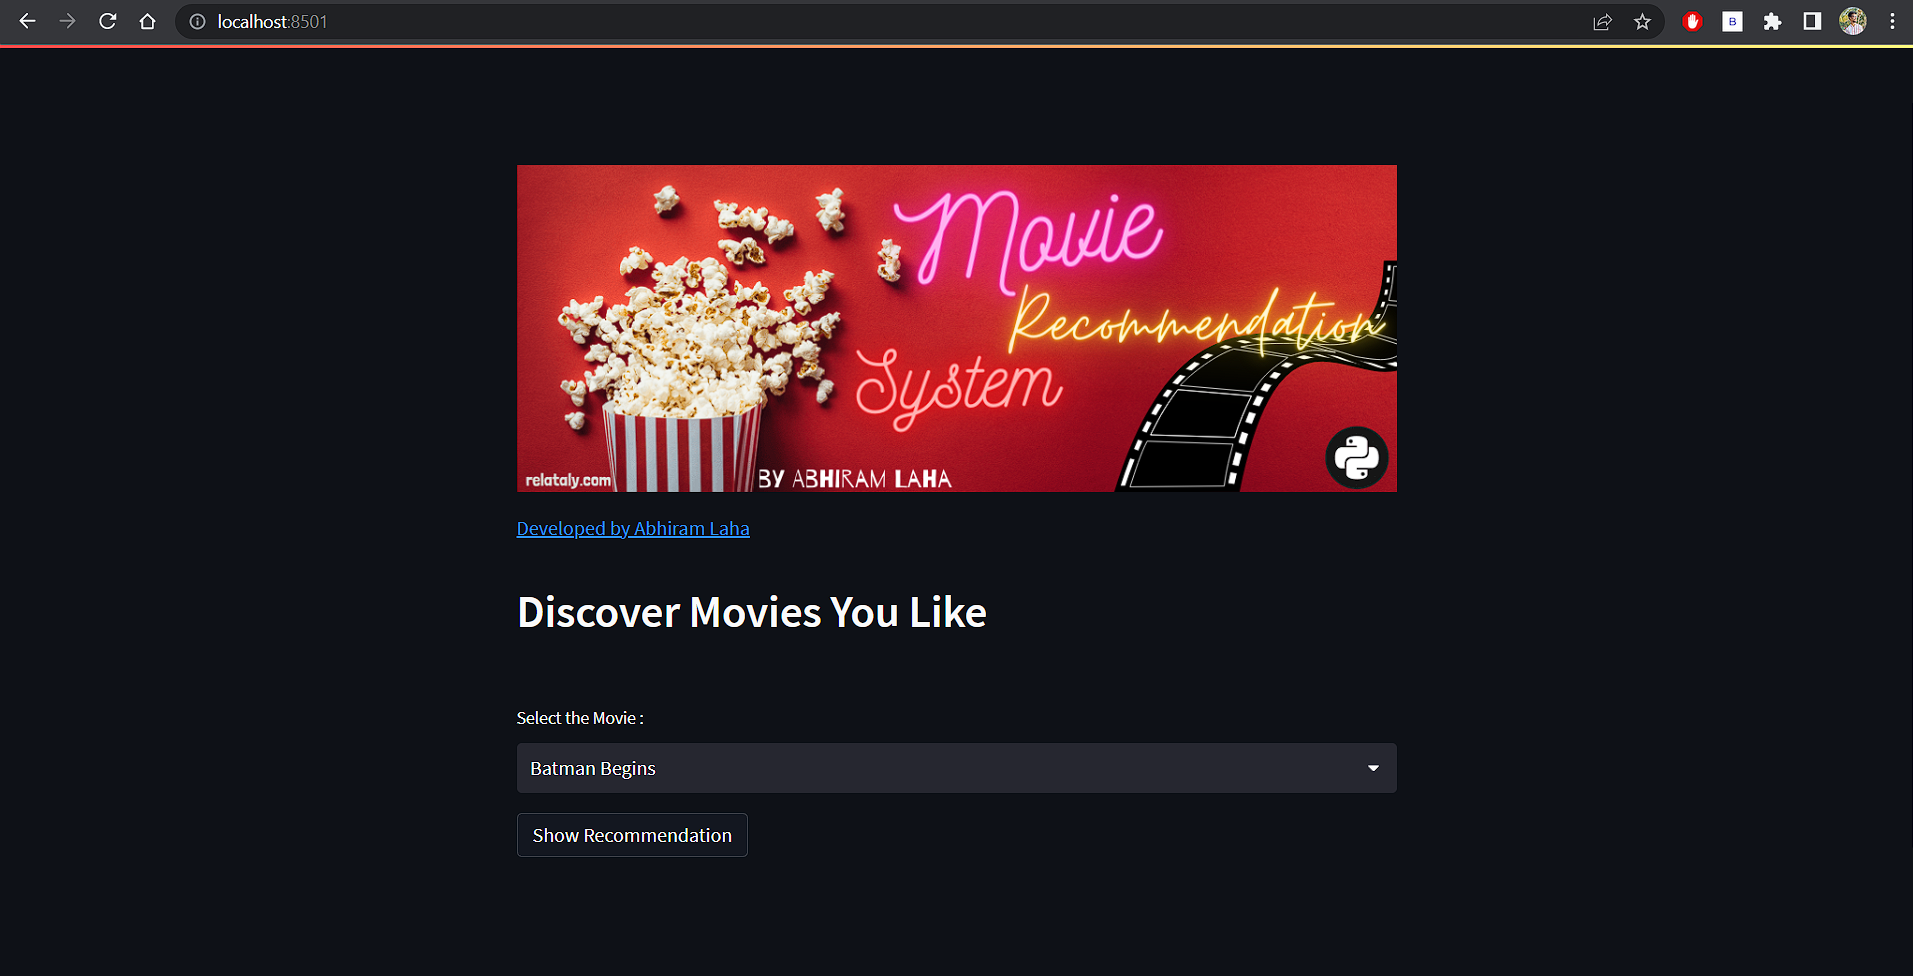 localhost:8501
B
Movie
Recommendation
System
relataly.com
BY ABHIRAM LAHA
Developed by Abhiram Laha
Discover Movies You Like
Select the Movie :
Batman Begins
Show Recommendation